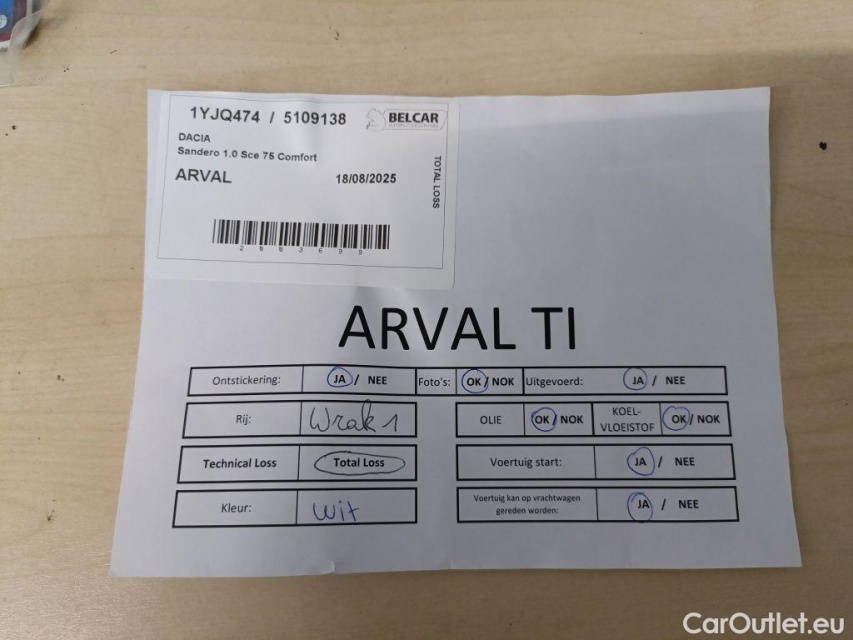 1YJQ474 / 5109138
BELCAR
DACIA
Sandero 1.0 Sce 75 Comfort
ARVAL 18/08/2025
TOTAL LOSS
ARVAL TI
Ontstickering: JA / NEE Foto's: OK / NOK Uitgevoerd: JA / NEE
Rij: Wrak 1 OLIE OK / NOK KOEL-
VLOEISTOF OK / NOK
Technical Loss Total Loss Voertuig start: JA / NEE
Kleur: wit Voertuig kan op vrachtwagen
gereden worden: JA / NEE
CarOutlet.eu